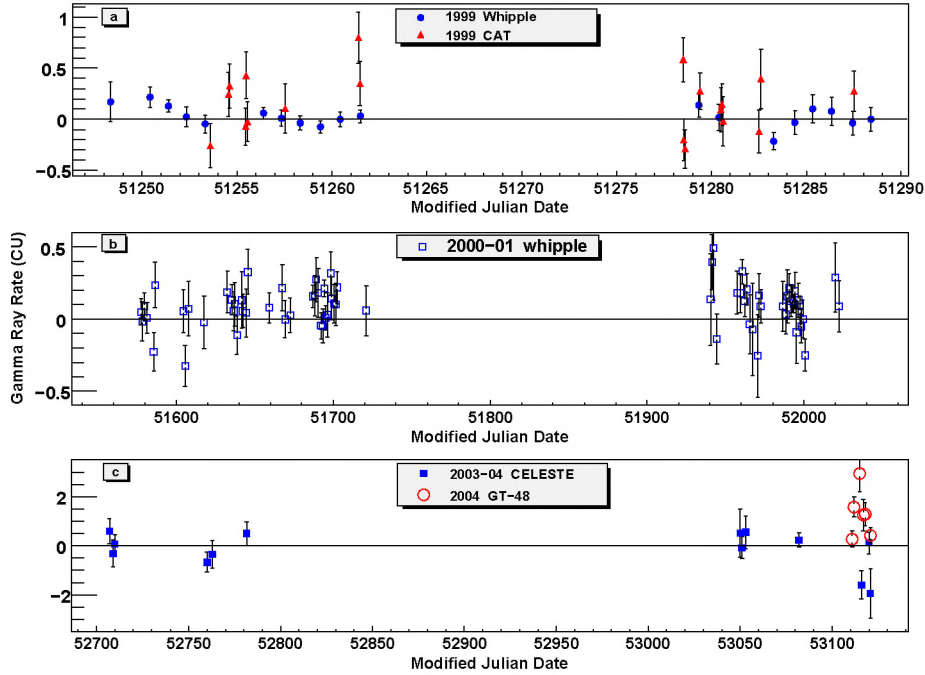 a
1999 Whipple
1999 CAT
1
0.5
0
−0.5
51250 51255 51260 51265 51270 51275 51280 51285 51290
Modified Julian Date
Gamma Ray Rate (CU)
b
2000−01 whipple
0.5
0
−0.5
51600 51700 51800 51900 52000
Modified Julian Date
c
2003−04 CELESTE
2004 GT−48
2
0
−2
52700 52750 52800 52850 52900 52950 53000 53050 53100
Modified Julian Date